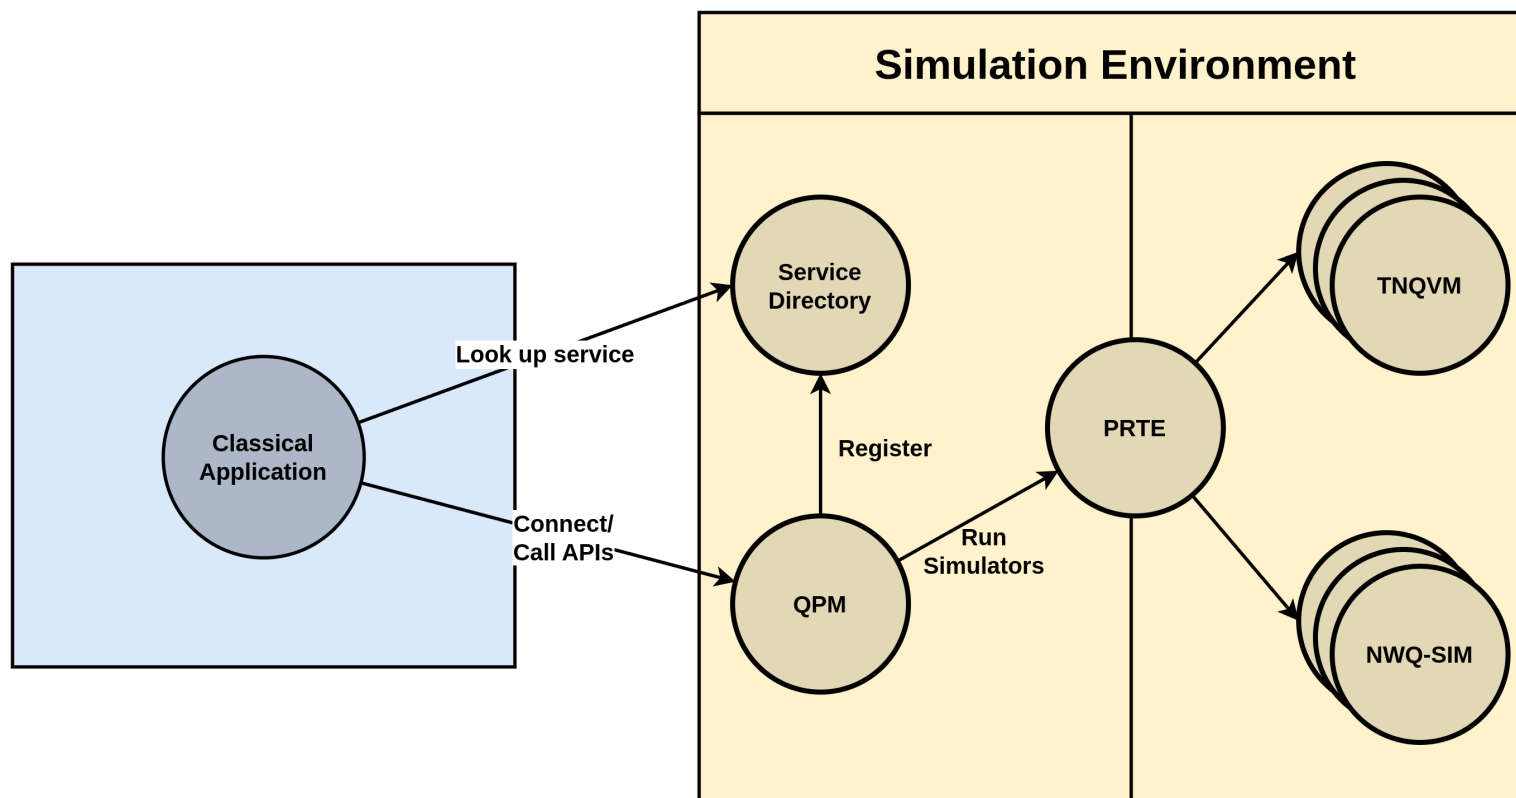 Simulation Environment
Service
Directory
Look up service
Classical
Application
Register
Connect/
Call APIs
QPM
Run
Simulators
PRTE
TNQVM
NWQ-SIM